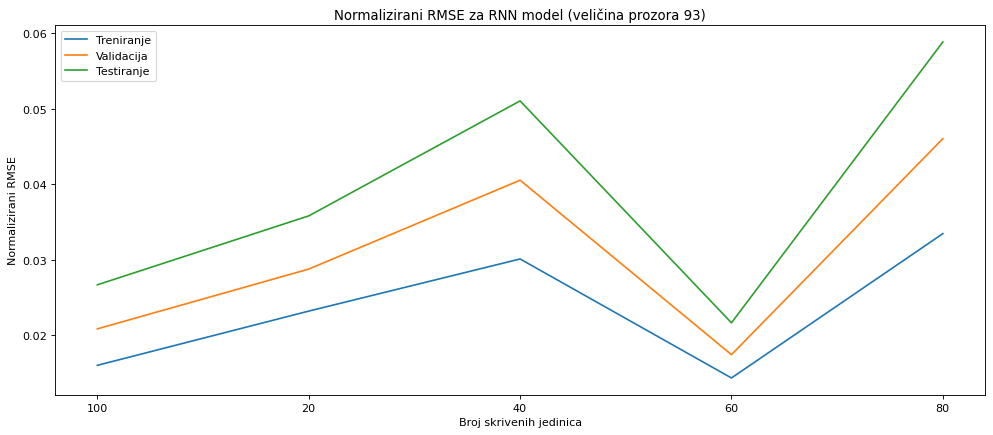 Normalizirani RMSE za RNN model (veličina prozora 93)
Treniranje
Validacija
Testiranje
0.06
0.05
0.04
0.03
0.02
Normalizirani RMSE
100 20 40 60 80
Broj skrivenih jedinica